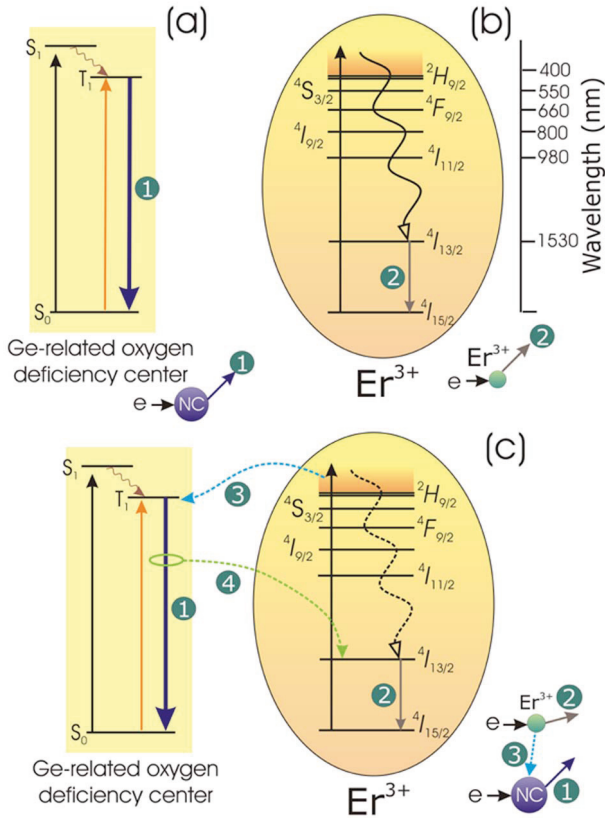 (a)
S₁
T₁
1
S₀
Ge-related oxygen
deficiency center
1
e
NC
(b)
²H₉/₂
⁴S₃/₂
⁴F₉/₂
⁴I₉/₂
⁴I₁₁/₂
⁴I₁₃/₂
2
⁴I₁₅/₂
Er³⁺
400
550
660
800
980
1530
Wavelength (nm)
2
Er³⁺
e
(c)
S₁
T₁
3
4
1
S₀
Ge-related oxygen
deficiency center
²H₉/₂
⁴S₃/₂
⁴F₉/₂
⁴I₉/₂
⁴I₁₁/₂
⁴I₁₃/₂
2
⁴I₁₅/₂
Er³⁺
Er³⁺ 2
e
3
e NC 1